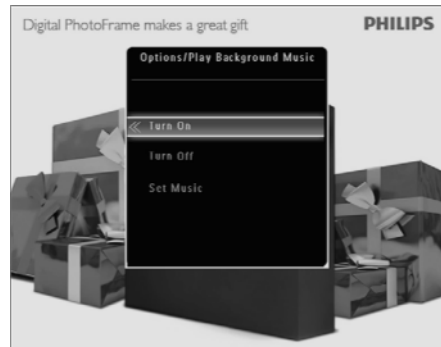 Digital PhotoFrame makes a great gift
PHILIPS
Options/Play Background Music
Turn On
Turn Off
Set Music